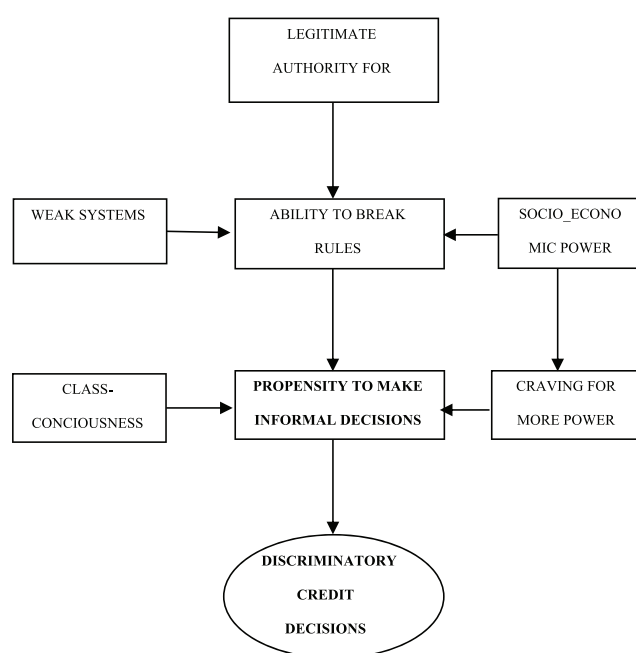 LEGITIMATE
AUTHORITY FOR
WEAK SYSTEMS
ABILITY TO BREAK
RULES
SOCIO_ECONO
MIC POWER
CLASS-
CONCIOUSNESS
PROPENSITY TO MAKE
INFORMAL DECISIONS
CRAVING FOR
MORE POWER
DISCRIMINATORY
CREDIT
DECISIONS